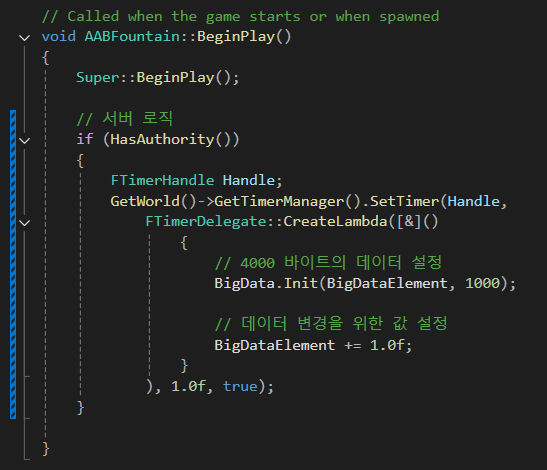 // Called when the game starts or when spawned
void AABFountain::BeginPlay()
{
Super::BeginPlay();
// 서버 로직
if (HasAuthority())
{
FTimerHandle Handle;
GetWorld()->GetTimerManager().SetTimer(Handle,
FTimerDelegate::CreateLambda([&]()
{
// 4000 바이트의 데이터 설정
BigData.Init(BigDataElement, 1000);
// 데이터 변경을 위한 값 설정
BigDataElement += 1.0f;
}
), 1.0f, true);
}
}